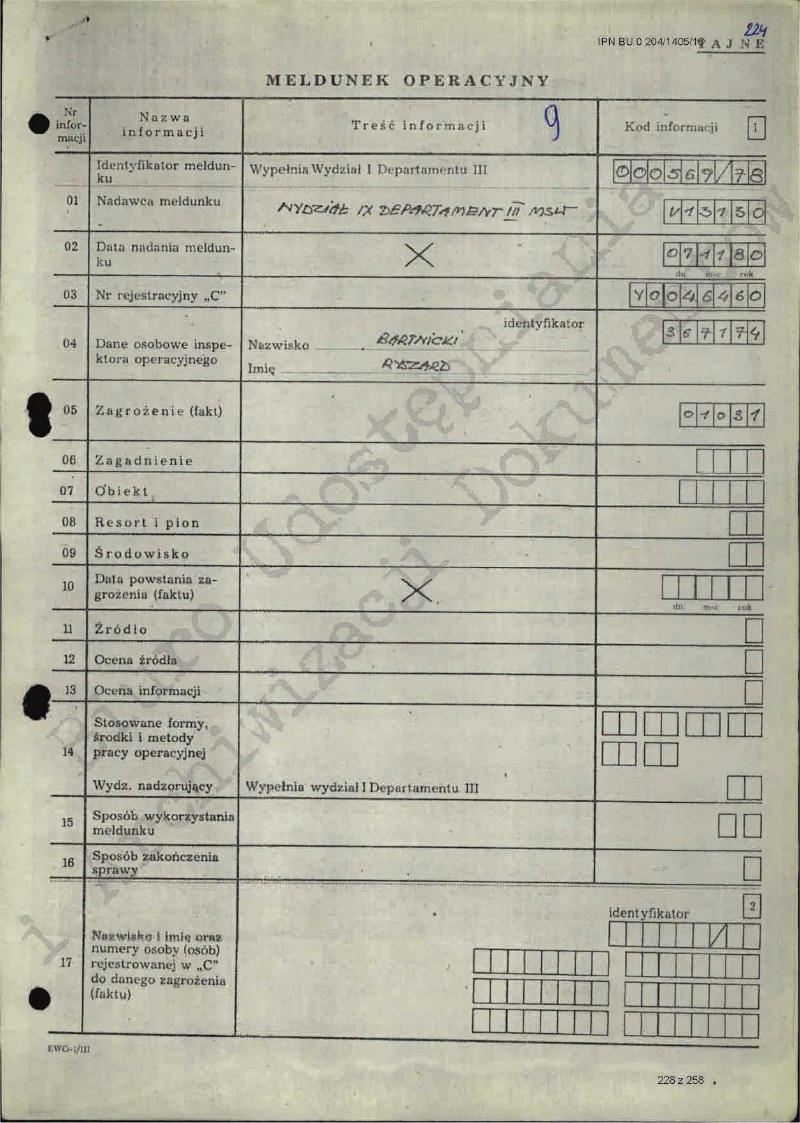 224
IPN BU 0 204/1405/16
TAJNE
MELDUNEK OPERACYJNY
Nr informacji
Nazwa informacji
Treść informacji
9
Kod informacji
1
Identyfikator meldunku
Wypełnia Wydział I Departamentu III
000569/78
01
Nadawca meldunku
WYDZIAŁ IX DEPARTAMENT III MSW
V13130
02
Data nadania meldunku
X
071180
dn. m-c rok
03
Nr rejestracyjny „C”
Y0046460
04
Dane osobowe inspektora operacyjnego
identyfikator
Nazwisko BARTNICKI
Imię RYSZARD
367174
05
Zagrożenie (fakt)
01031
06
Zagadnienie
07
Obiekt
08
Resort i pion
09
Środowisko
10
Data powstania zagrożenia (faktu)
X
dn. m-c rok
11
Źródło
12
Ocena źródła
13
Ocena informacji
14
Stosowane formy, środki i metody pracy operacyjnej
Wydz. nadzorujący
Wypełnia wydział I Departamentu III
15
Sposób wykorzystania meldunku
16
Sposób zakończenia sprawy
17
Nazwisko i imię oraz numery osoby (osób) rejestrowanej w „C” do danego zagrożenia (faktu)
identyfikator
2
/
EWO-1/III
228 z 258
Biuro Udostępniania
i Archiwizacji Dokumentów